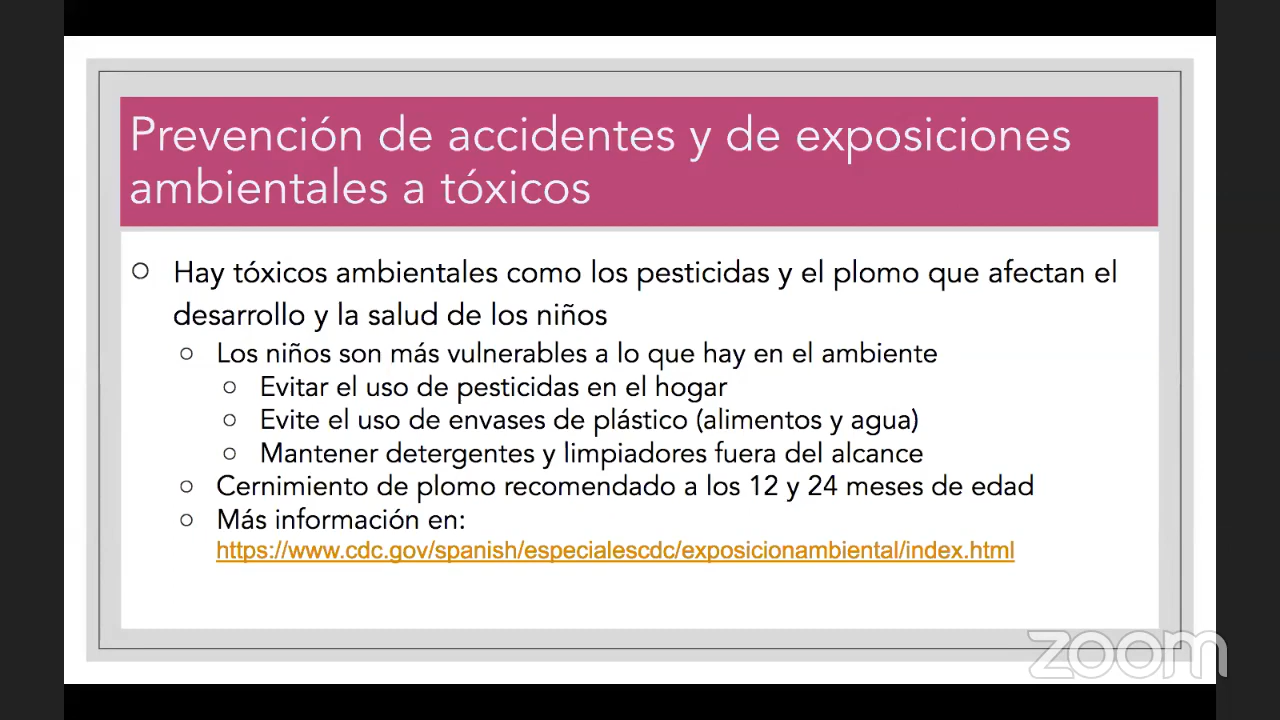 Prevención de accidentes y de exposiciones
ambientales a tóxicos
Hay tóxicos ambientales como los pesticidas y el plomo que afectan el
desarrollo y la salud de los niños
Los niños son más vulnerables a lo que hay en el ambiente
Evitar el uso de pesticidas en el hogar
Evite el uso de envases de plástico (alimentos y agua)
Mantener detergentes y limpiadores fuera del alcance
Cernimiento de plomo recomendado a los 12 y 24 meses de edad
Más información en:
https://www.cdc.gov/spanish/especialescdc/exposicionambiental/index.html
zoom